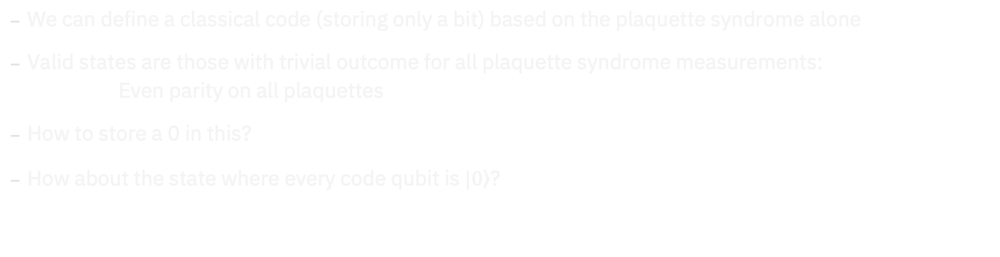 – We can define a classical code (storing only a bit) based on the plaquette syndrome alone
– Valid states are those with trivial outcome for all plaquette syndrome measurements:
Even parity on all plaquettes
– How to store a 0 in this?
– How about the state where every code qubit is |0⟩?